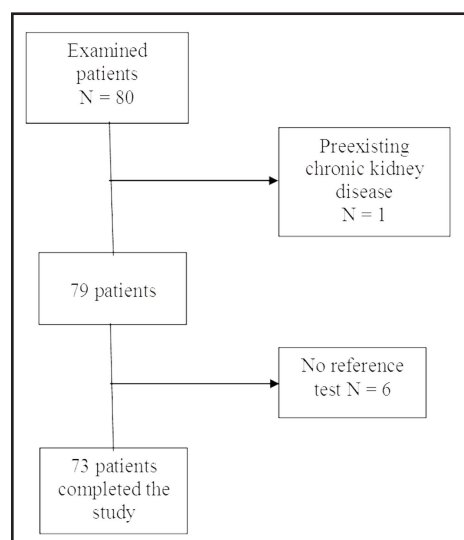 Examined
patients
N = 80
Preexisting
chronic kidney
disease
N = 1
79 patients
No reference
test N = 6
73 patients
completed the
study